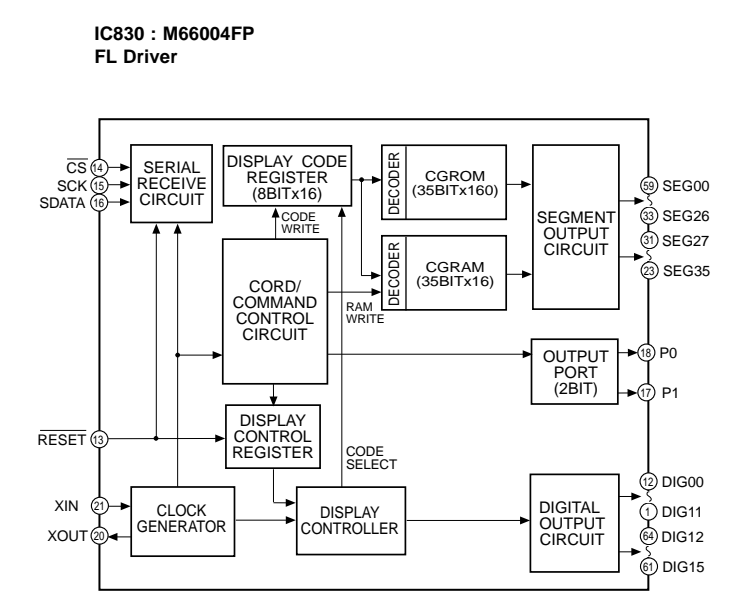 IC830 : M66004FP
FL Driver
CS
14
SCK
15
SDATA
16
SERIAL
RECEIVE
CIRCUIT
DISPLAY CODE
REGISTER
(8BITx16)
CODE
WRITE
DECODER
CGROM
(35BITx160)
DECODER
CGRAM
(35BITx16)
SEGMENT
OUTPUT
CIRCUIT
59 SEG00
33 SEG26
31 SEG27
23 SEG35
CORD/
COMMAND
CONTROL
CIRCUIT
RAM
WRITE
OUTPUT
PORT
(2BIT)
18 P0
17 P1
RESET
13
DISPLAY
CONTROL
REGISTER
CODE
SELECT
XIN
21
XOUT
20
CLOCK
GENERATOR
DISPLAY
CONTROLLER
DIGITAL
OUTPUT
CIRCUIT
12 DIG00
1 DIG11
64 DIG12
61 DIG15